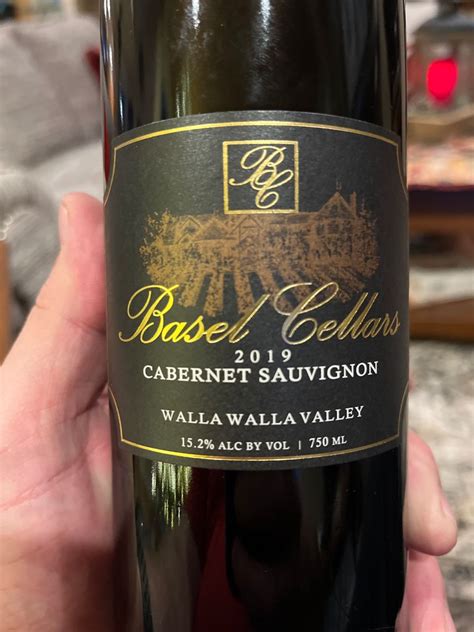 BC
Basel Cellars
2019
CABERNET SAUVIGNON
WALLA WALLA VALLEY
15.2% ALC BY VOL | 750 ML